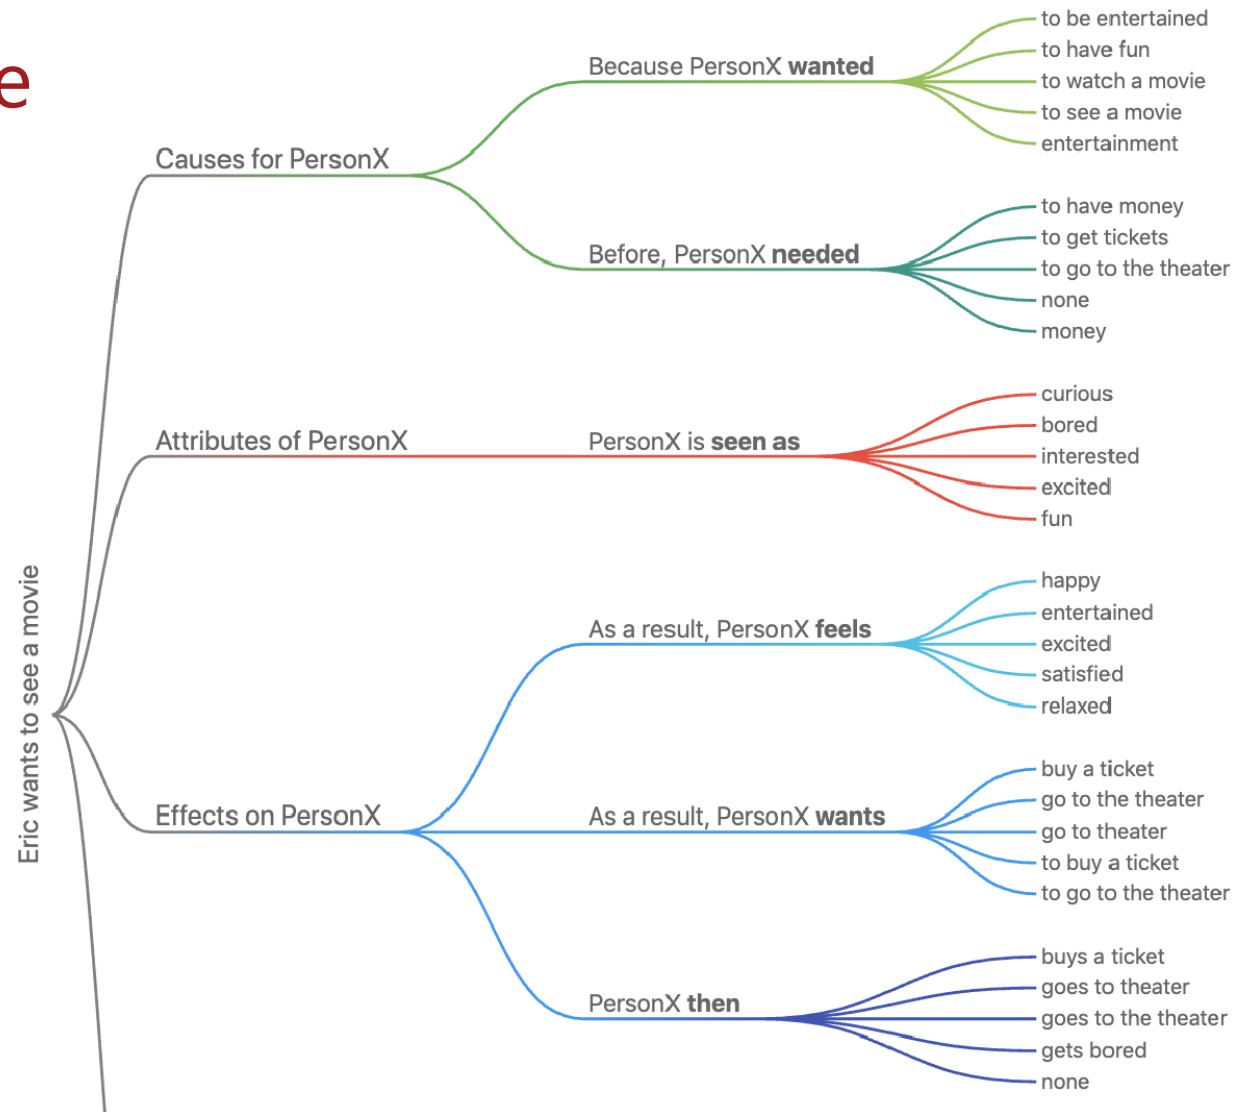 e
Eric wants to see a movie
Causes for PersonX
Because PersonX wanted
to be entertained
to have fun
to watch a movie
to see a movie
entertainment
Before, PersonX needed
to have money
to get tickets
to go to the theater
none
money
Attributes of PersonX
PersonX is seen as
curious
bored
interested
excited
fun
Effects on PersonX
As a result, PersonX feels
happy
entertained
excited
satisfied
relaxed
As a result, PersonX wants
buy a ticket
go to the theater
go to theater
to buy a ticket
to go to the theater
PersonX then
buys a ticket
goes to theater
goes to the theater
gets bored
none